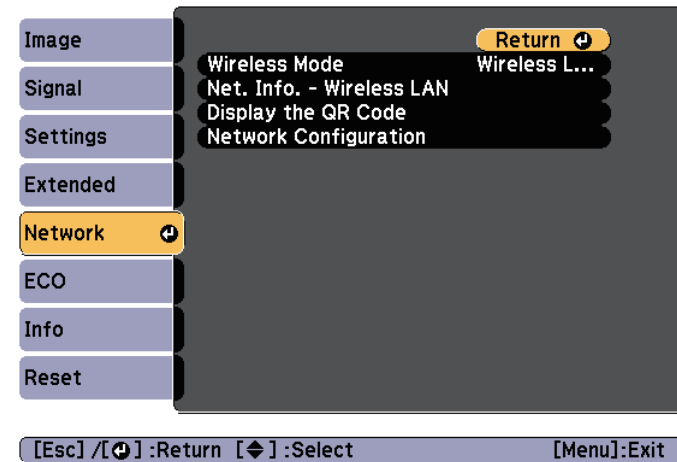 Image
Signal
Settings
Extended
Network
ECO
Info
Reset
Return
Wireless Mode Wireless L...
Net. Info. - Wireless LAN
Display the QR Code
Network Configuration
[Esc] /[⏎] :Return [◆] :Select [Menu]:Exit